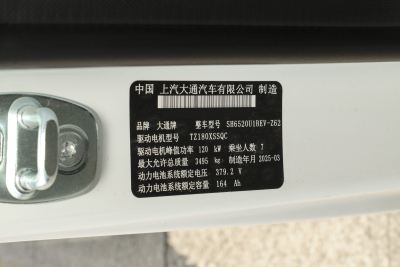 中国 上汽大通汽车有限公司 制造
品牌 大通牌 整车型号 SH6520U1BEV-Z62
驱动电机型号 TZ180XSSQC
驱动电机峰值功率 120 kW 乘坐人数 7
最大允许总质量 3495 kg 制造年月 2025-03
动力电池系统额定电压 379.2 V
动力电池系统额定容量 164 Ah